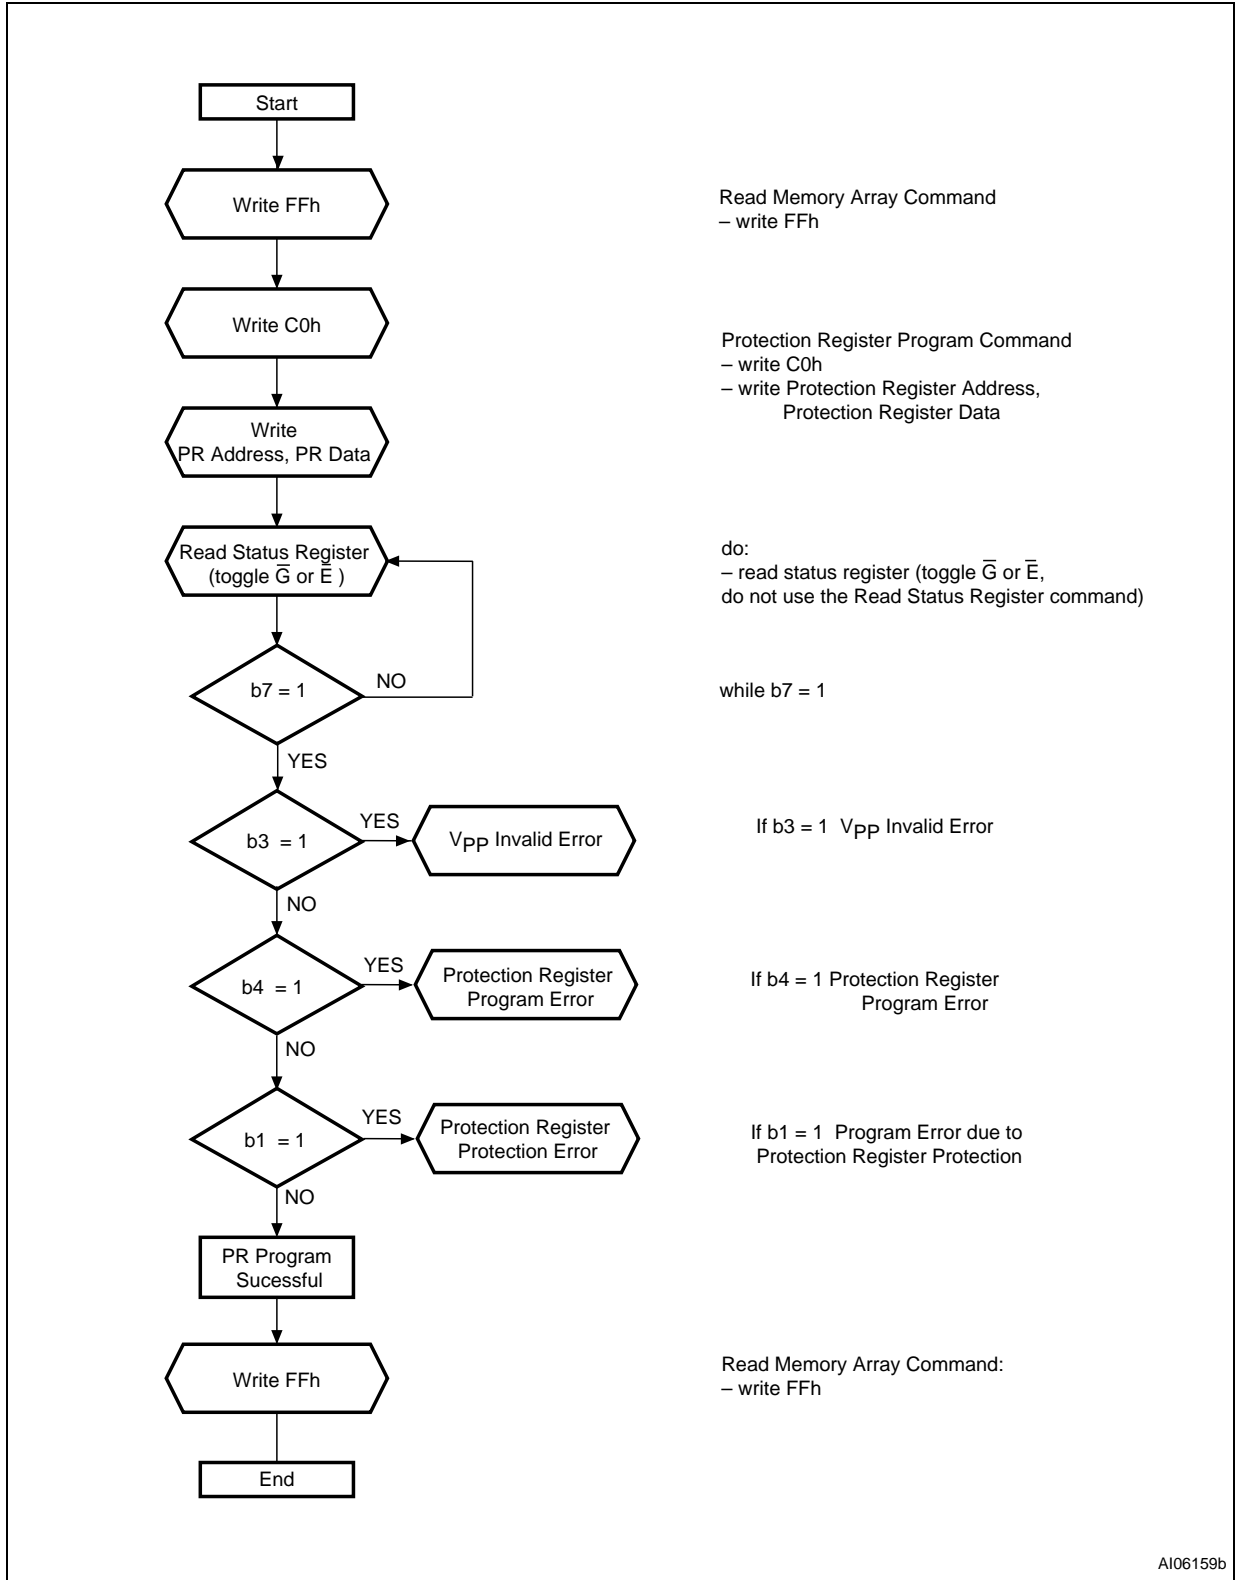 Start
Write FFh
Read Memory Array Command
– write FFh
Write C0h
Protection Register Program Command
– write C0h
– write Protection Register Address,
Protection Register Data
Write
PR Address, PR Data
Read Status Register
(toggle G̅ or E̅ )
do:
– read status register (toggle G̅ or E̅,
do not use the Read Status Register command)
b7 = 1
NO
while b7 = 1
YES
b3 = 1
YES
VPP Invalid Error
If b3 = 1 VPP Invalid Error
NO
b4 = 1
YES
Protection Register
Program Error
If b4 = 1 Protection Register
Program Error
NO
b1 = 1
YES
Protection Register
Protection Error
If b1 = 1 Program Error due to
Protection Register Protection
NO
PR Program
Sucessful
Write FFh
Read Memory Array Command:
– write FFh
End
AI06159b